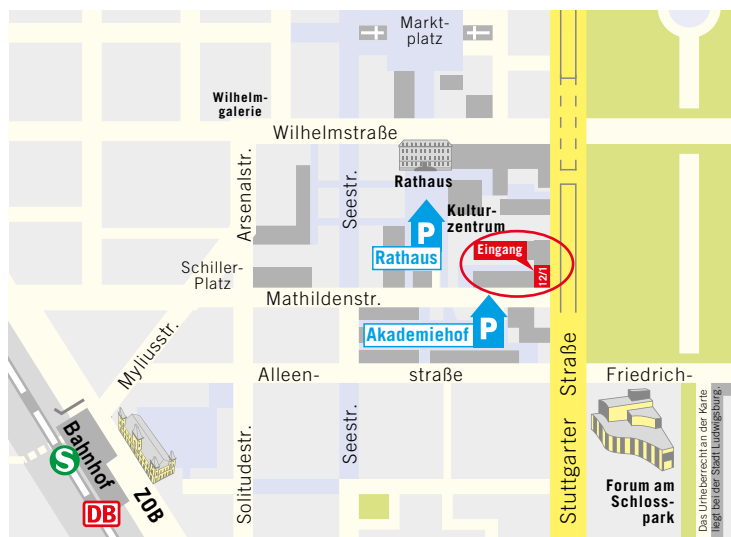 Markt-
platz
Wilhelm-
galerie
Wilhelmstraße
Arsenalstr.
Seestr.
Rathaus
Kultur-
zentrum
P
Rathaus
Eingang
12/1
Schiller-
Platz
Mathildenstr.
Akademiehof
P
Myliusstr.
Alleen-
straße
Stuttgarter Straße
Friedrich-
Bahnhof
S
DB
ZOB
Solitudestr.
Seestr.
Forum am
Schloss-
park
Das Urheberrecht an der Karte
liegt bei der Stadt Ludwigsburg.